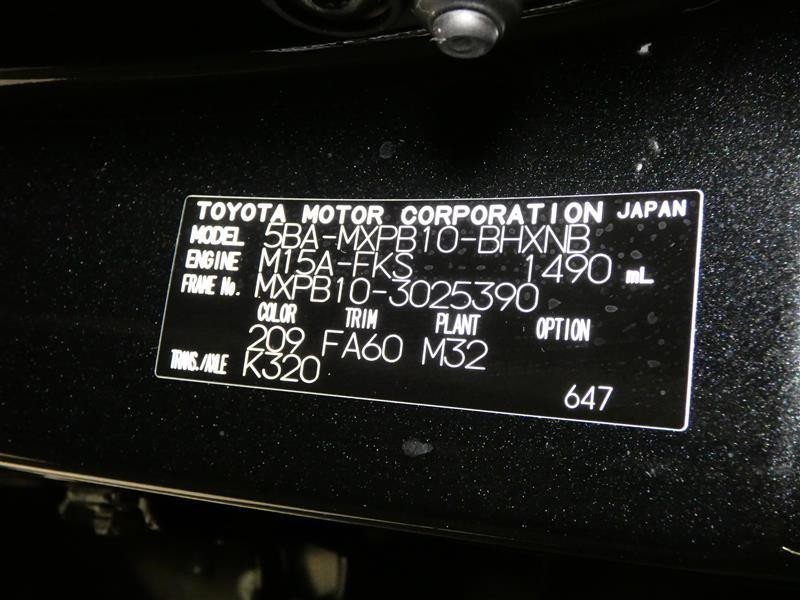 TOYOTA MOTOR CORPORATION JAPAN
MODEL 5BA-MXPB10-BHXNB
ENGINE M15A-FKS 1490 mL
FRAME No. MXPB10-3025390
COLOR TRIM PLANT OPTION
209 FA60 M32
TRANS./AXLE K320
647